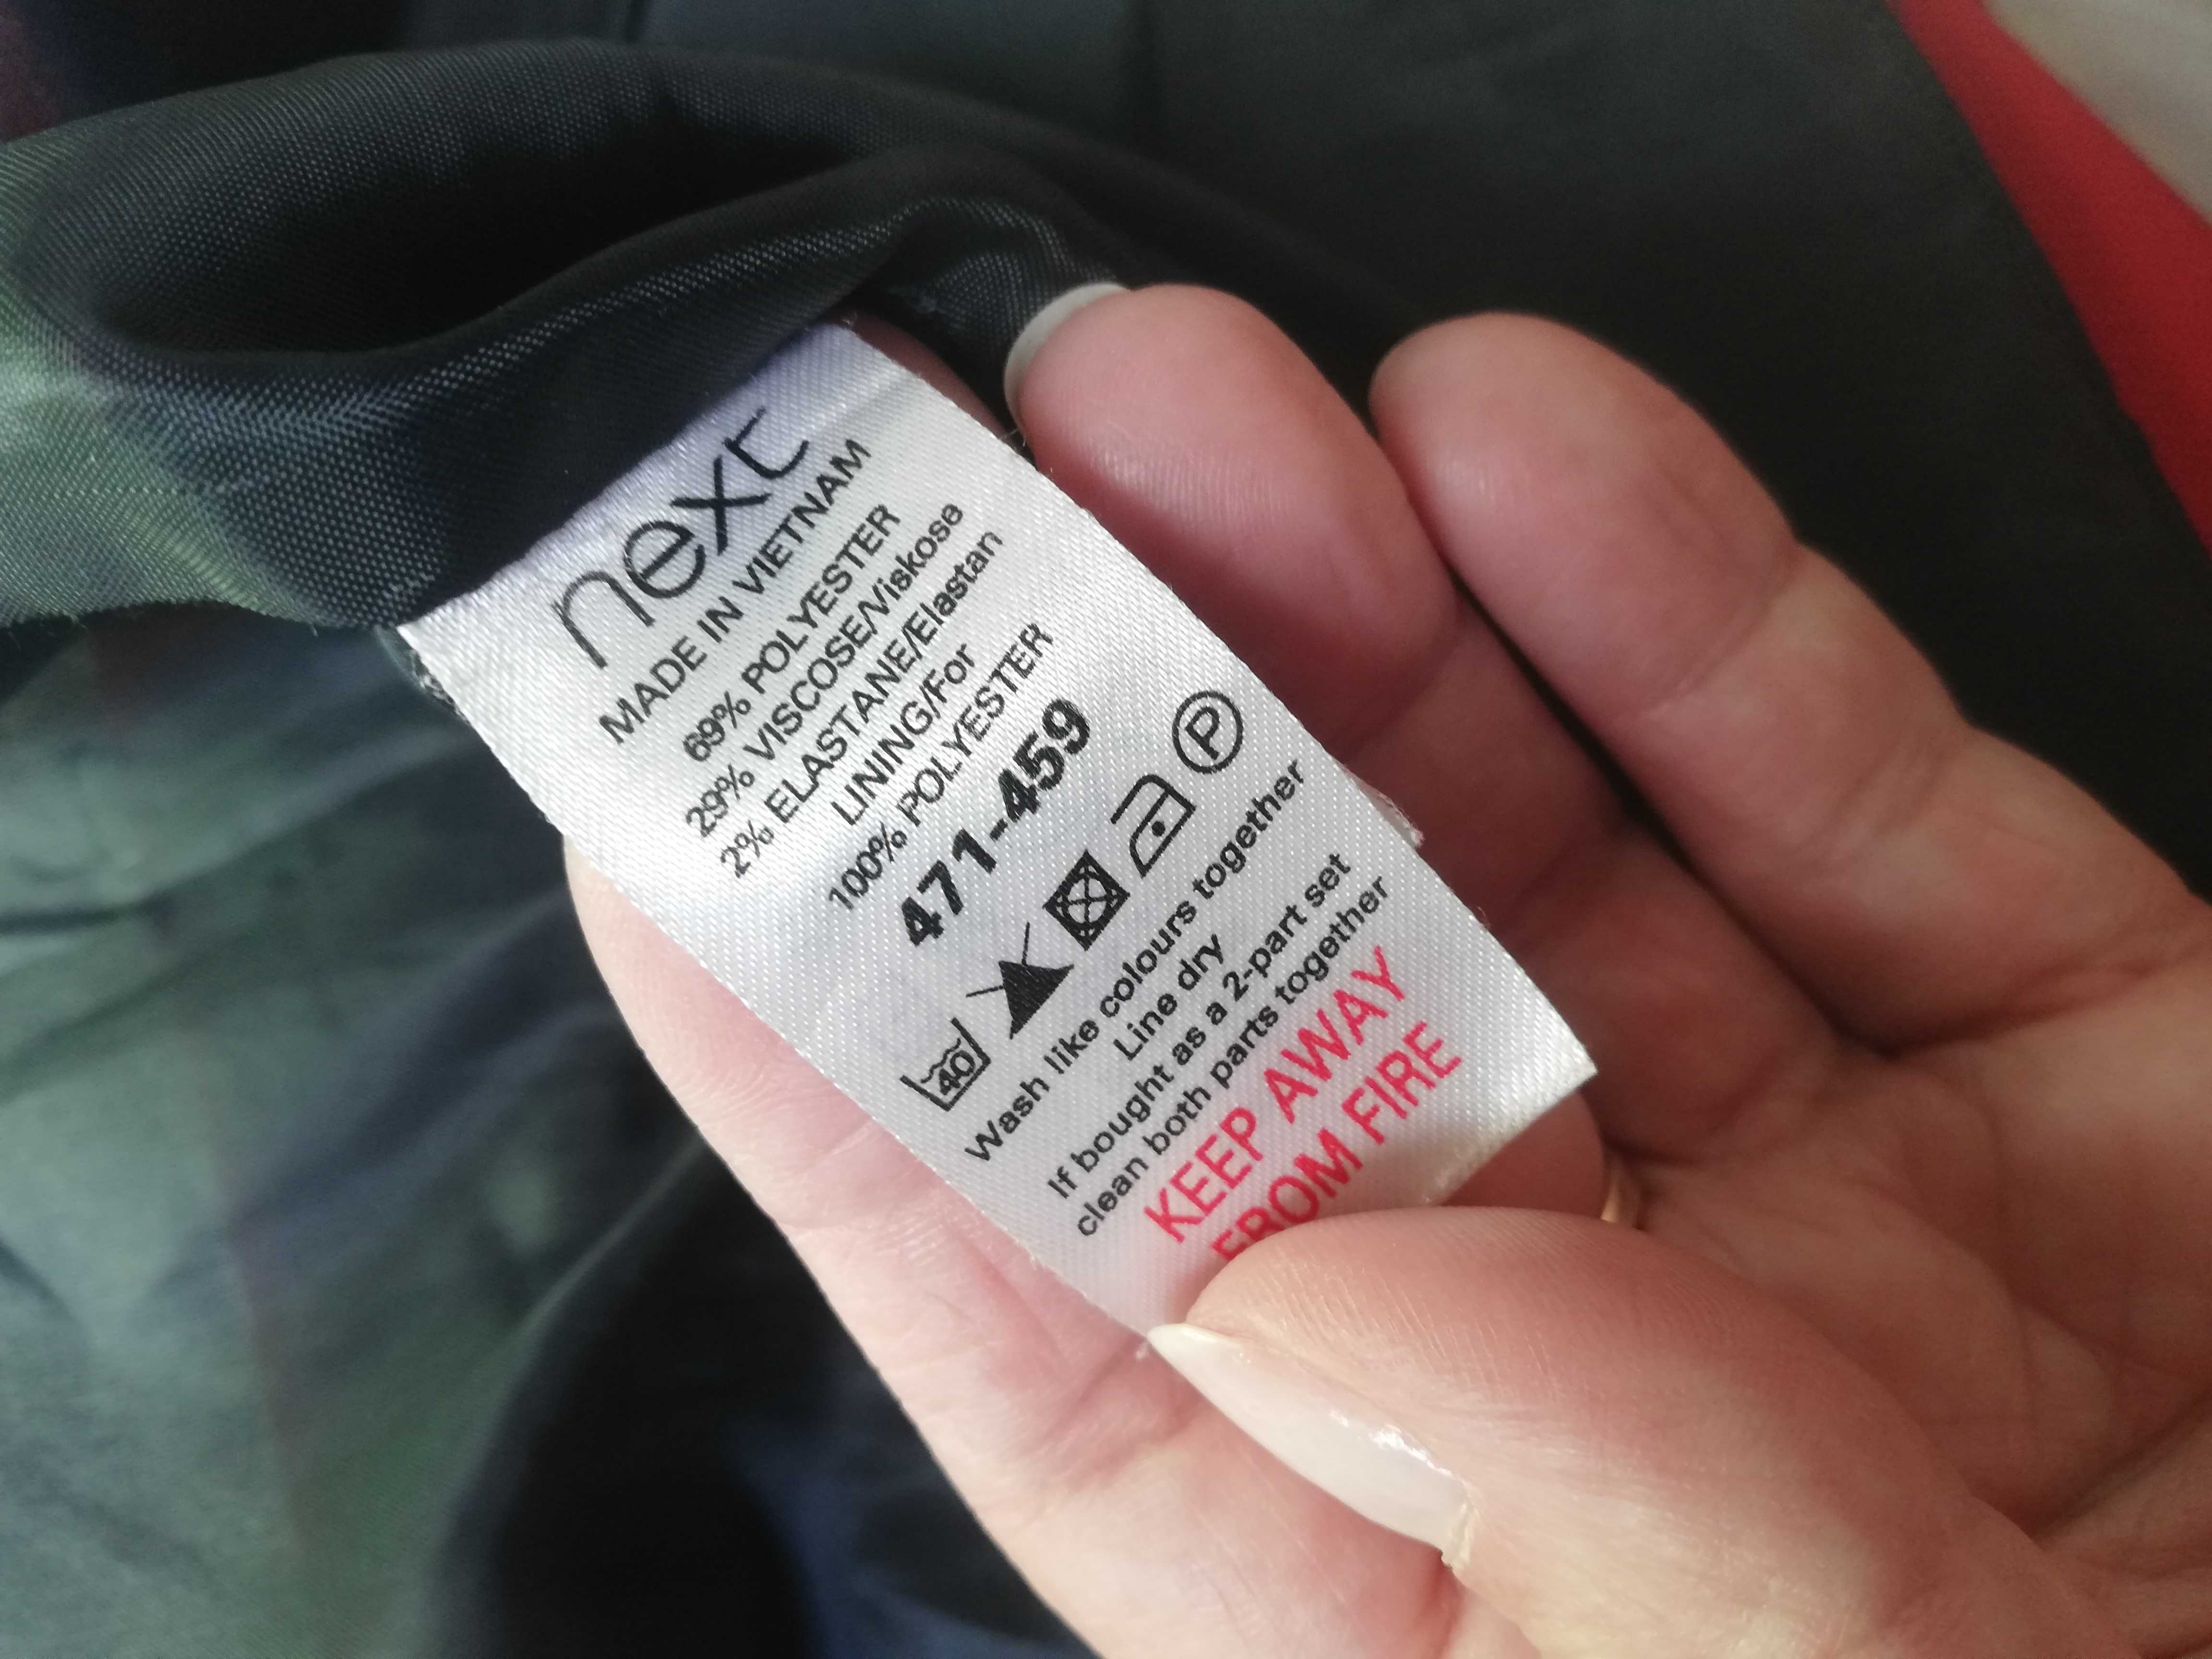 next
MADE IN VIETNAM
69% POLYESTER
29% VISCOSE/Viskose
2% ELASTANE/Elastan
LINING/For
100% POLYESTER
471-459
40 P
Wash like colours together
Line dry
If bought as a 2-part set
clean both parts together
KEEP AWAY
FROM FIRE